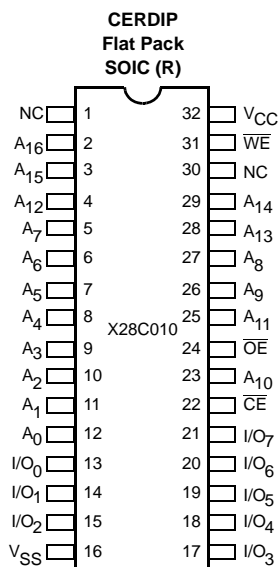 CERDIP
Flat Pack
SOIC (R)
NC 1 32 VCC
A16 2 31 W̅E̅
A15 3 30 NC
A12 4 29 A14
A7 5 28 A13
A6 6 27 A8
A5 7 26 A9
A4 8 25 A11
X28C010
A3 9 24 O̅E̅
A2 10 23 A10
A1 11 22 C̅E̅
A0 12 21 I/O7
I/O0 13 20 I/O6
I/O1 14 19 I/O5
I/O2 15 18 I/O4
VSS 16 17 I/O3